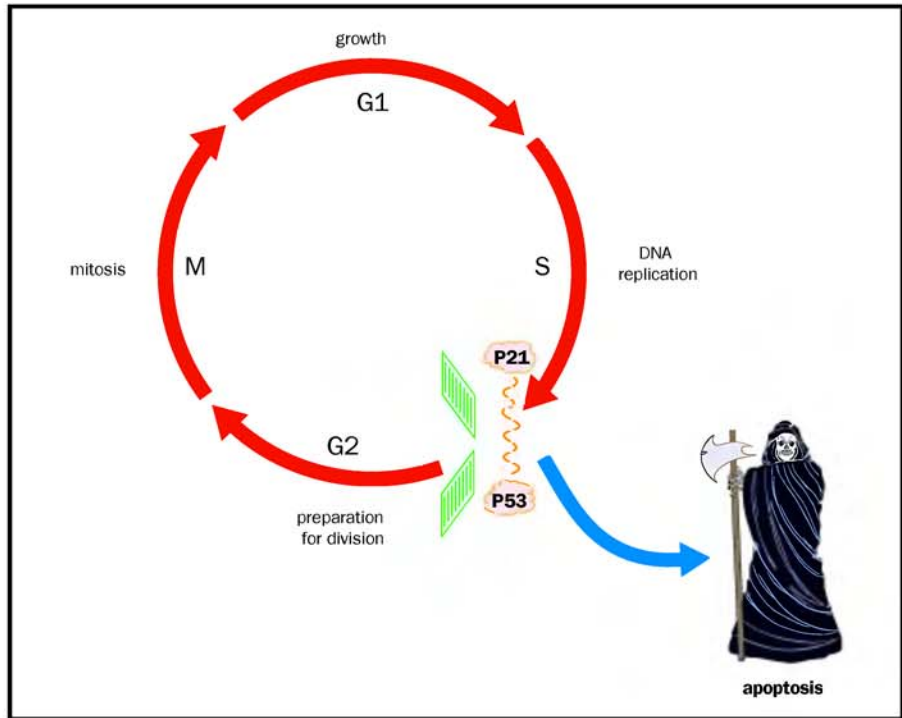 growth
G1
mitosis
M
S
DNA
replication
P21
G2
P53
preparation
for division
apoptosis